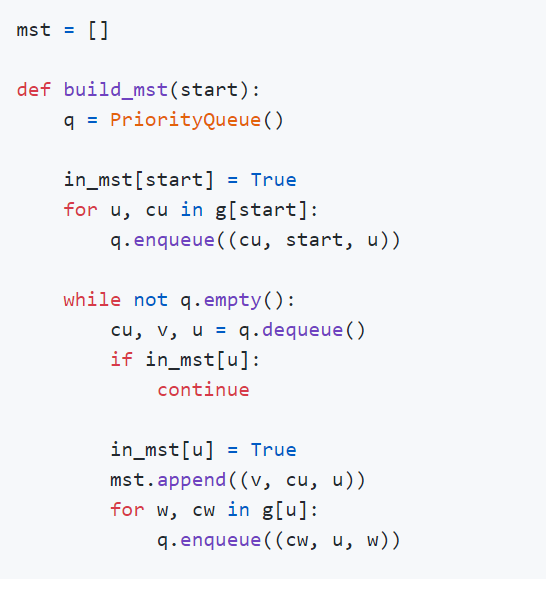 mst = []

def build_mst(start):
    q = PriorityQueue()

    in_mst[start] = True
    for u, cu in g[start]:
        q.enqueue((cu, start, u))

    while not q.empty():
        cu, v, u = q.dequeue()
        if in_mst[u]:
            continue

        in_mst[u] = True
        mst.append((v, cu, u))
        for w, cw in g[u]:
            q.enqueue((cw, u, w))